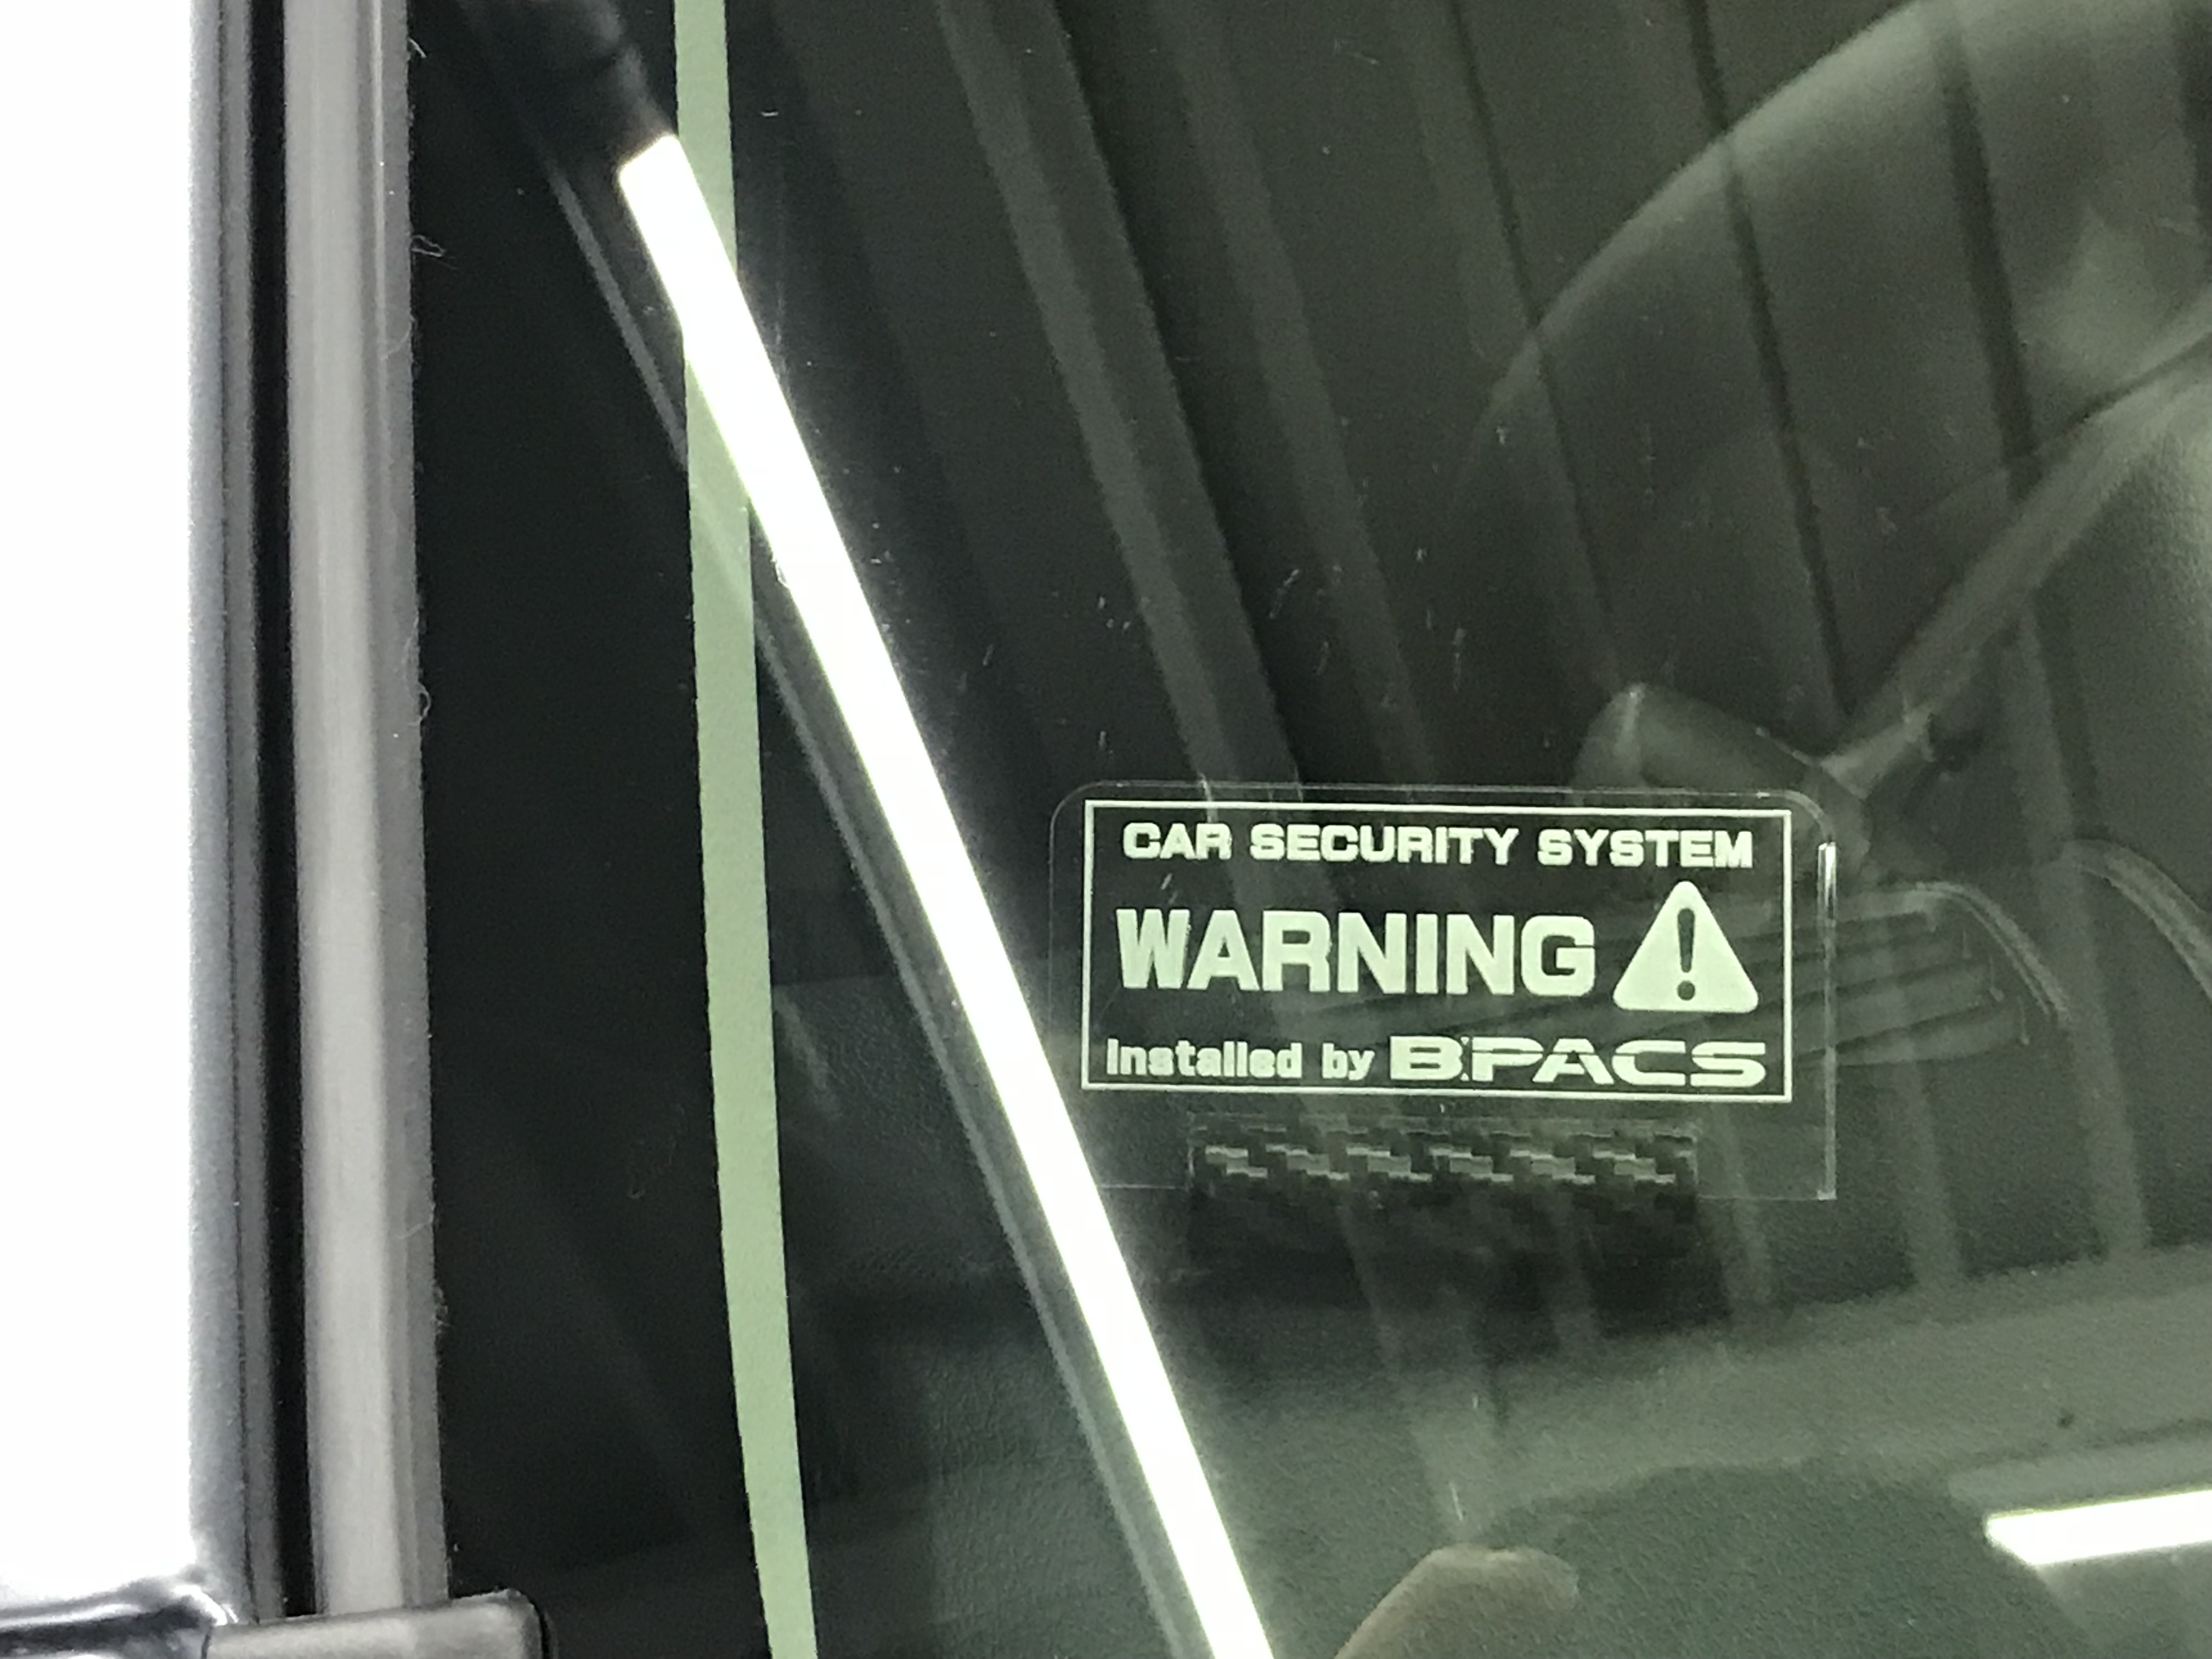 CAR SECURITY SYSTEM
WARNING
installed by B.PACS